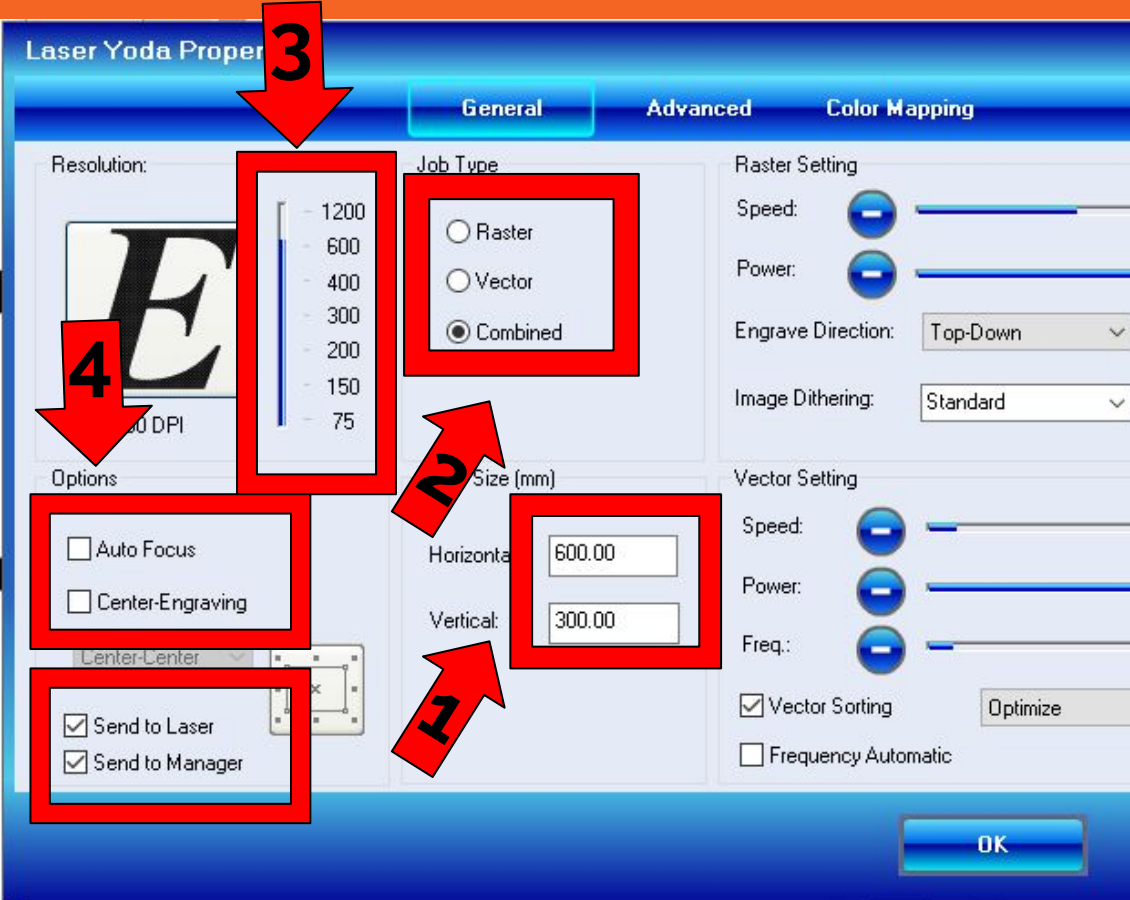 Laser Yoda Proper
3
General
Advanced
Color Mapping
Resolution:
1200
600
400
300
200
150
75
E
00 DPI
4
Job Type
Raster
Vector
Combined
2
Raster Setting
Speed:
Power:
Engrave Direction: Top-Down
Image Dithering: Standard
Options
Auto Focus
Center-Engraving
Center-Center
Send to Laser
Send to Manager
Size (mm)
Horizonta 600.00
Vertical: 300.00
1
Vector Setting
Speed:
Power:
Freq.:
Vector Sorting Optimize
Frequency Automatic
OK